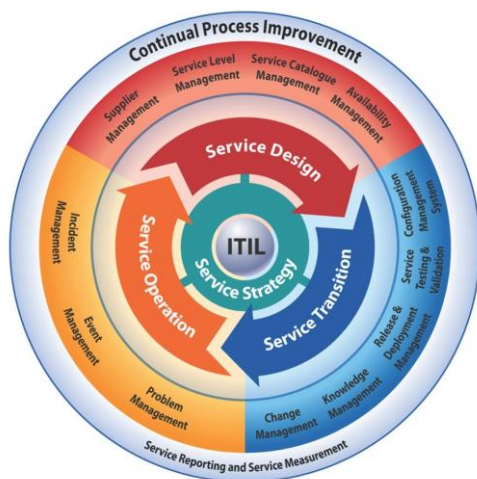 Continual Process Improvement
Supplier
Management
Service Level
Management
Service Catalogue
Management
Availability
Management
Configuration
Management
System
Service
Testing &
Validation
Release &
Deployment
Management
Knowledge
Management
Change
Management
Problem
Management
Event
Management
Incident
Management
Service Design
Service Transition
Service Operation
Service Strategy
ITIL
Service Reporting and Service Measurement